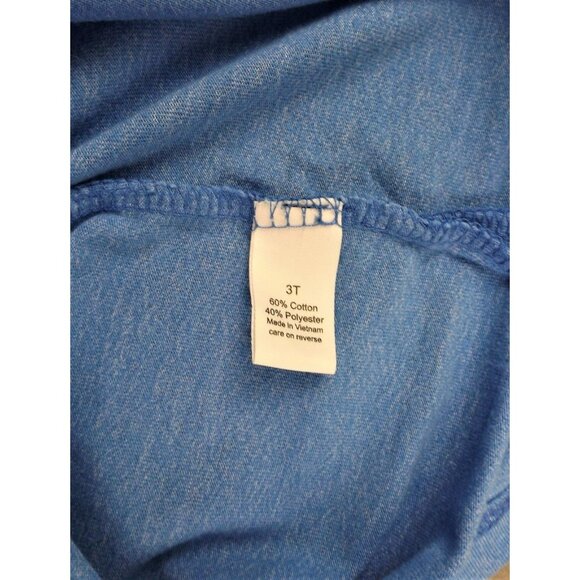 3T
60% Cotton
40% Polyester
Made in Vietnam
care on reverse